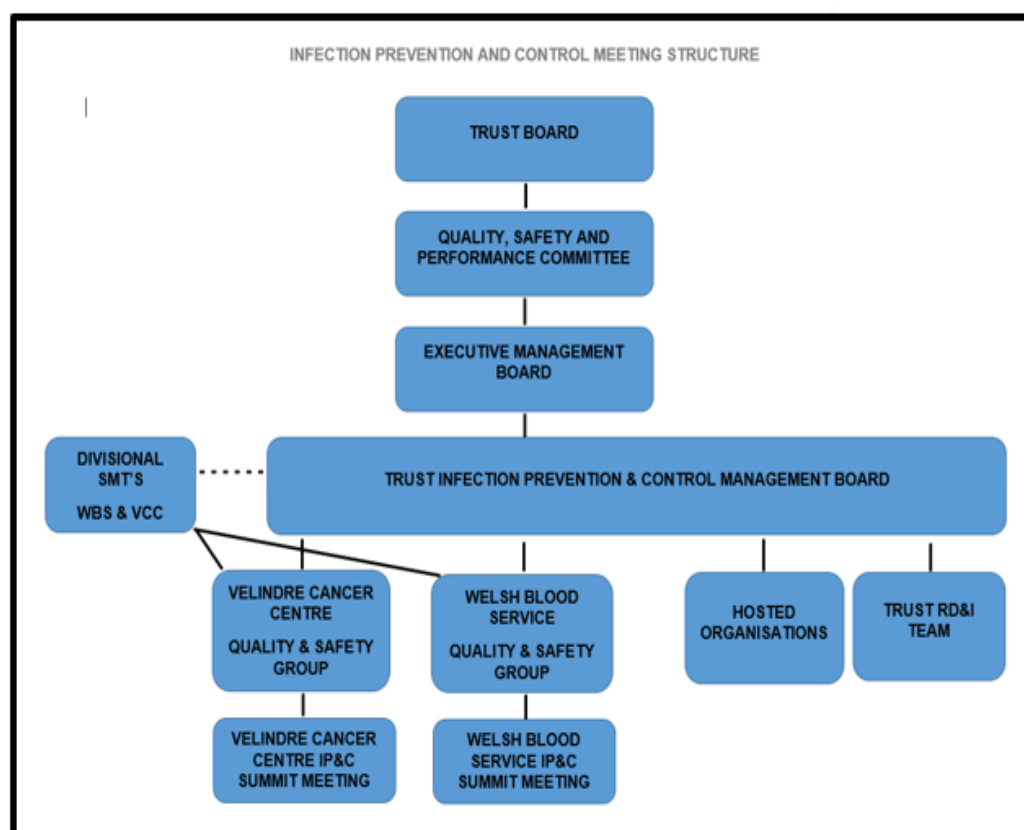 INFECTION PREVENTION AND CONTROL MEETING STRUCTURE
TRUST BOARD
QUALITY, SAFETY AND
PERFORMANCE COMMITTEE
EXECUTIVE MANAGEMENT
BOARD
DIVISIONAL
SMT'S
WBS & VCC
TRUST INFECTION PREVENTION & CONTROL MANAGEMENT BOARD
VELINDRE CANCER
CENTRE
QUALITY & SAFETY
GROUP
WELSH BLOOD
SERVICE
QUALITY & SAFETY
GROUP
HOSTED
ORGANISATIONS
TRUST RD&I
TEAM
VELINDRE CANCER
CENTRE IP&C
SUMMIT MEETING
WELSH BLOOD
SERVICE IP&C
SUMMIT MEETING